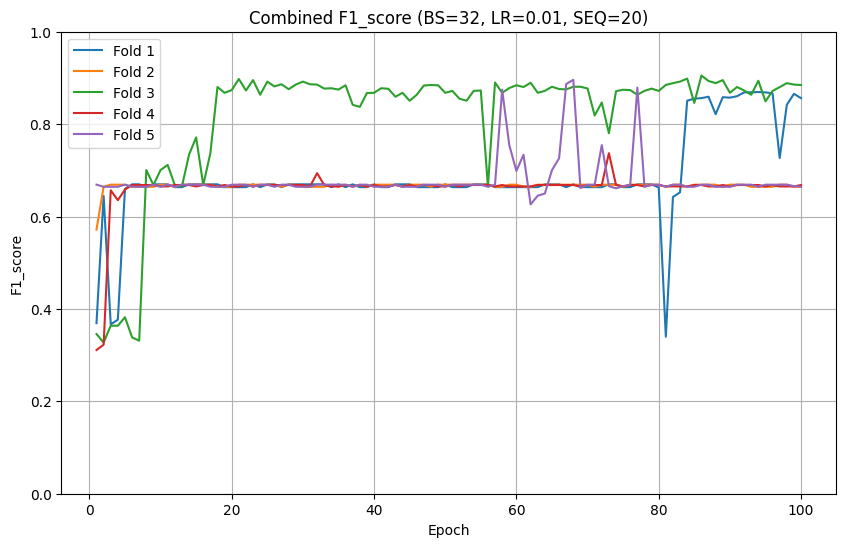 Combined F1_score (BS=32, LR=0.01, SEQ=20)
Fold 1
Fold 2
Fold 3
Fold 4
Fold 5
F1_score
1.0
0.8
0.6
0.4
0.2
0.0
0 20 40 60 80 100
Epoch